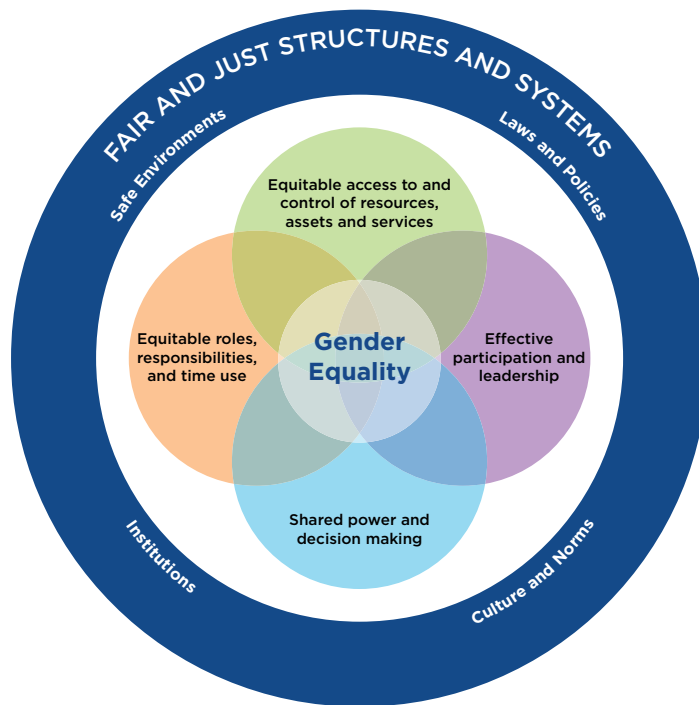 FAIR AND JUST STRUCTURES AND SYSTEMS
Safe Environments
Laws and Policies
Equitable access to and
control of resources,
assets and services
Equitable roles,
responsibilities,
and time use
Gender
Equality
Effective
participation and
leadership
Shared power and
decision making
Institutions
Culture and Norms